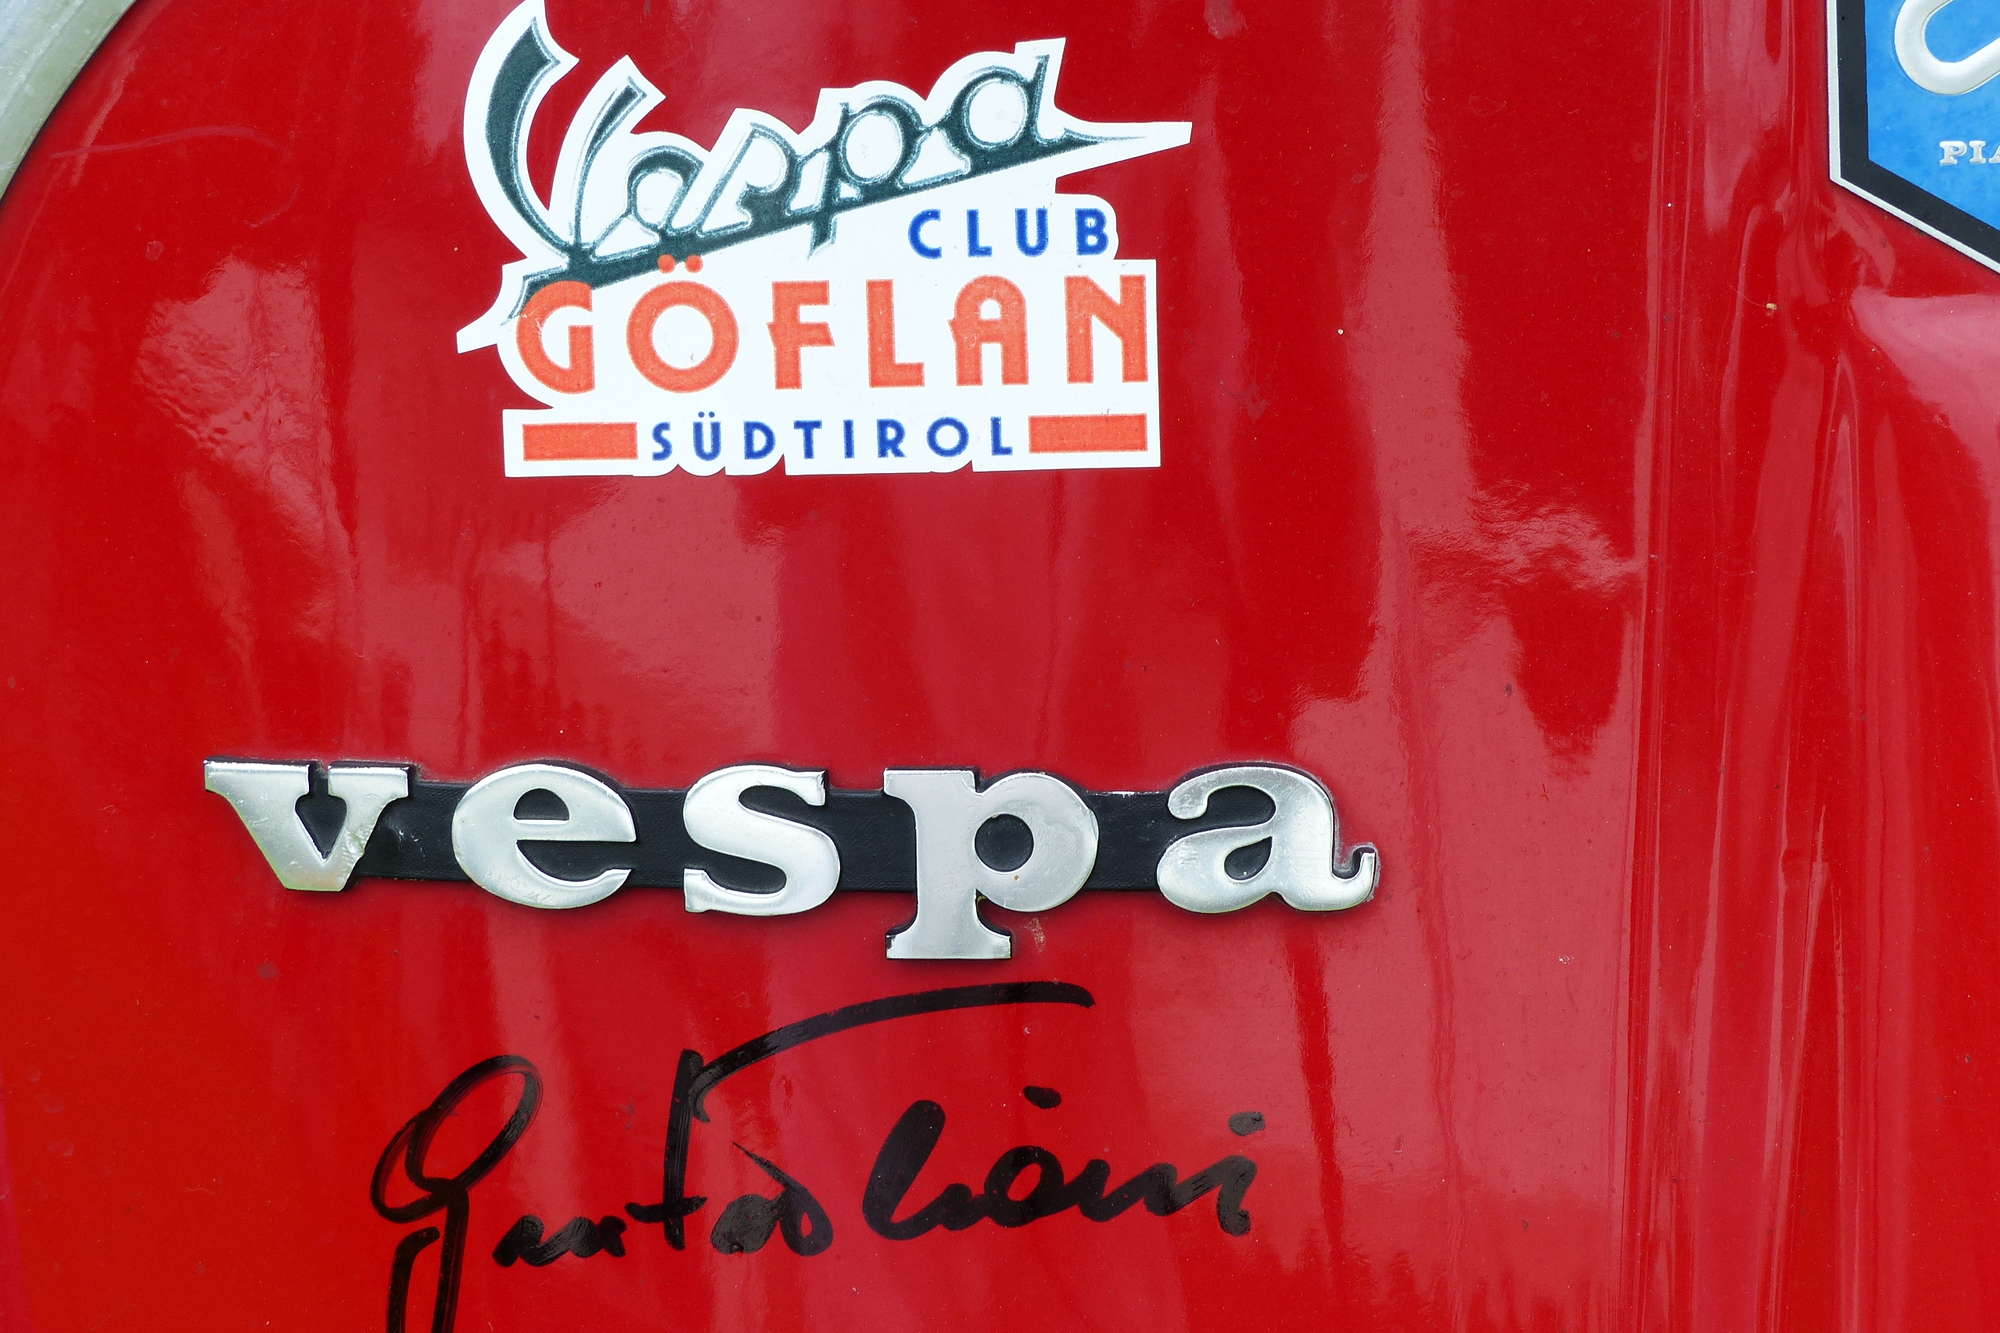 Vespa
CLUB
GÖFLAN
SÜDTIROL
vespa